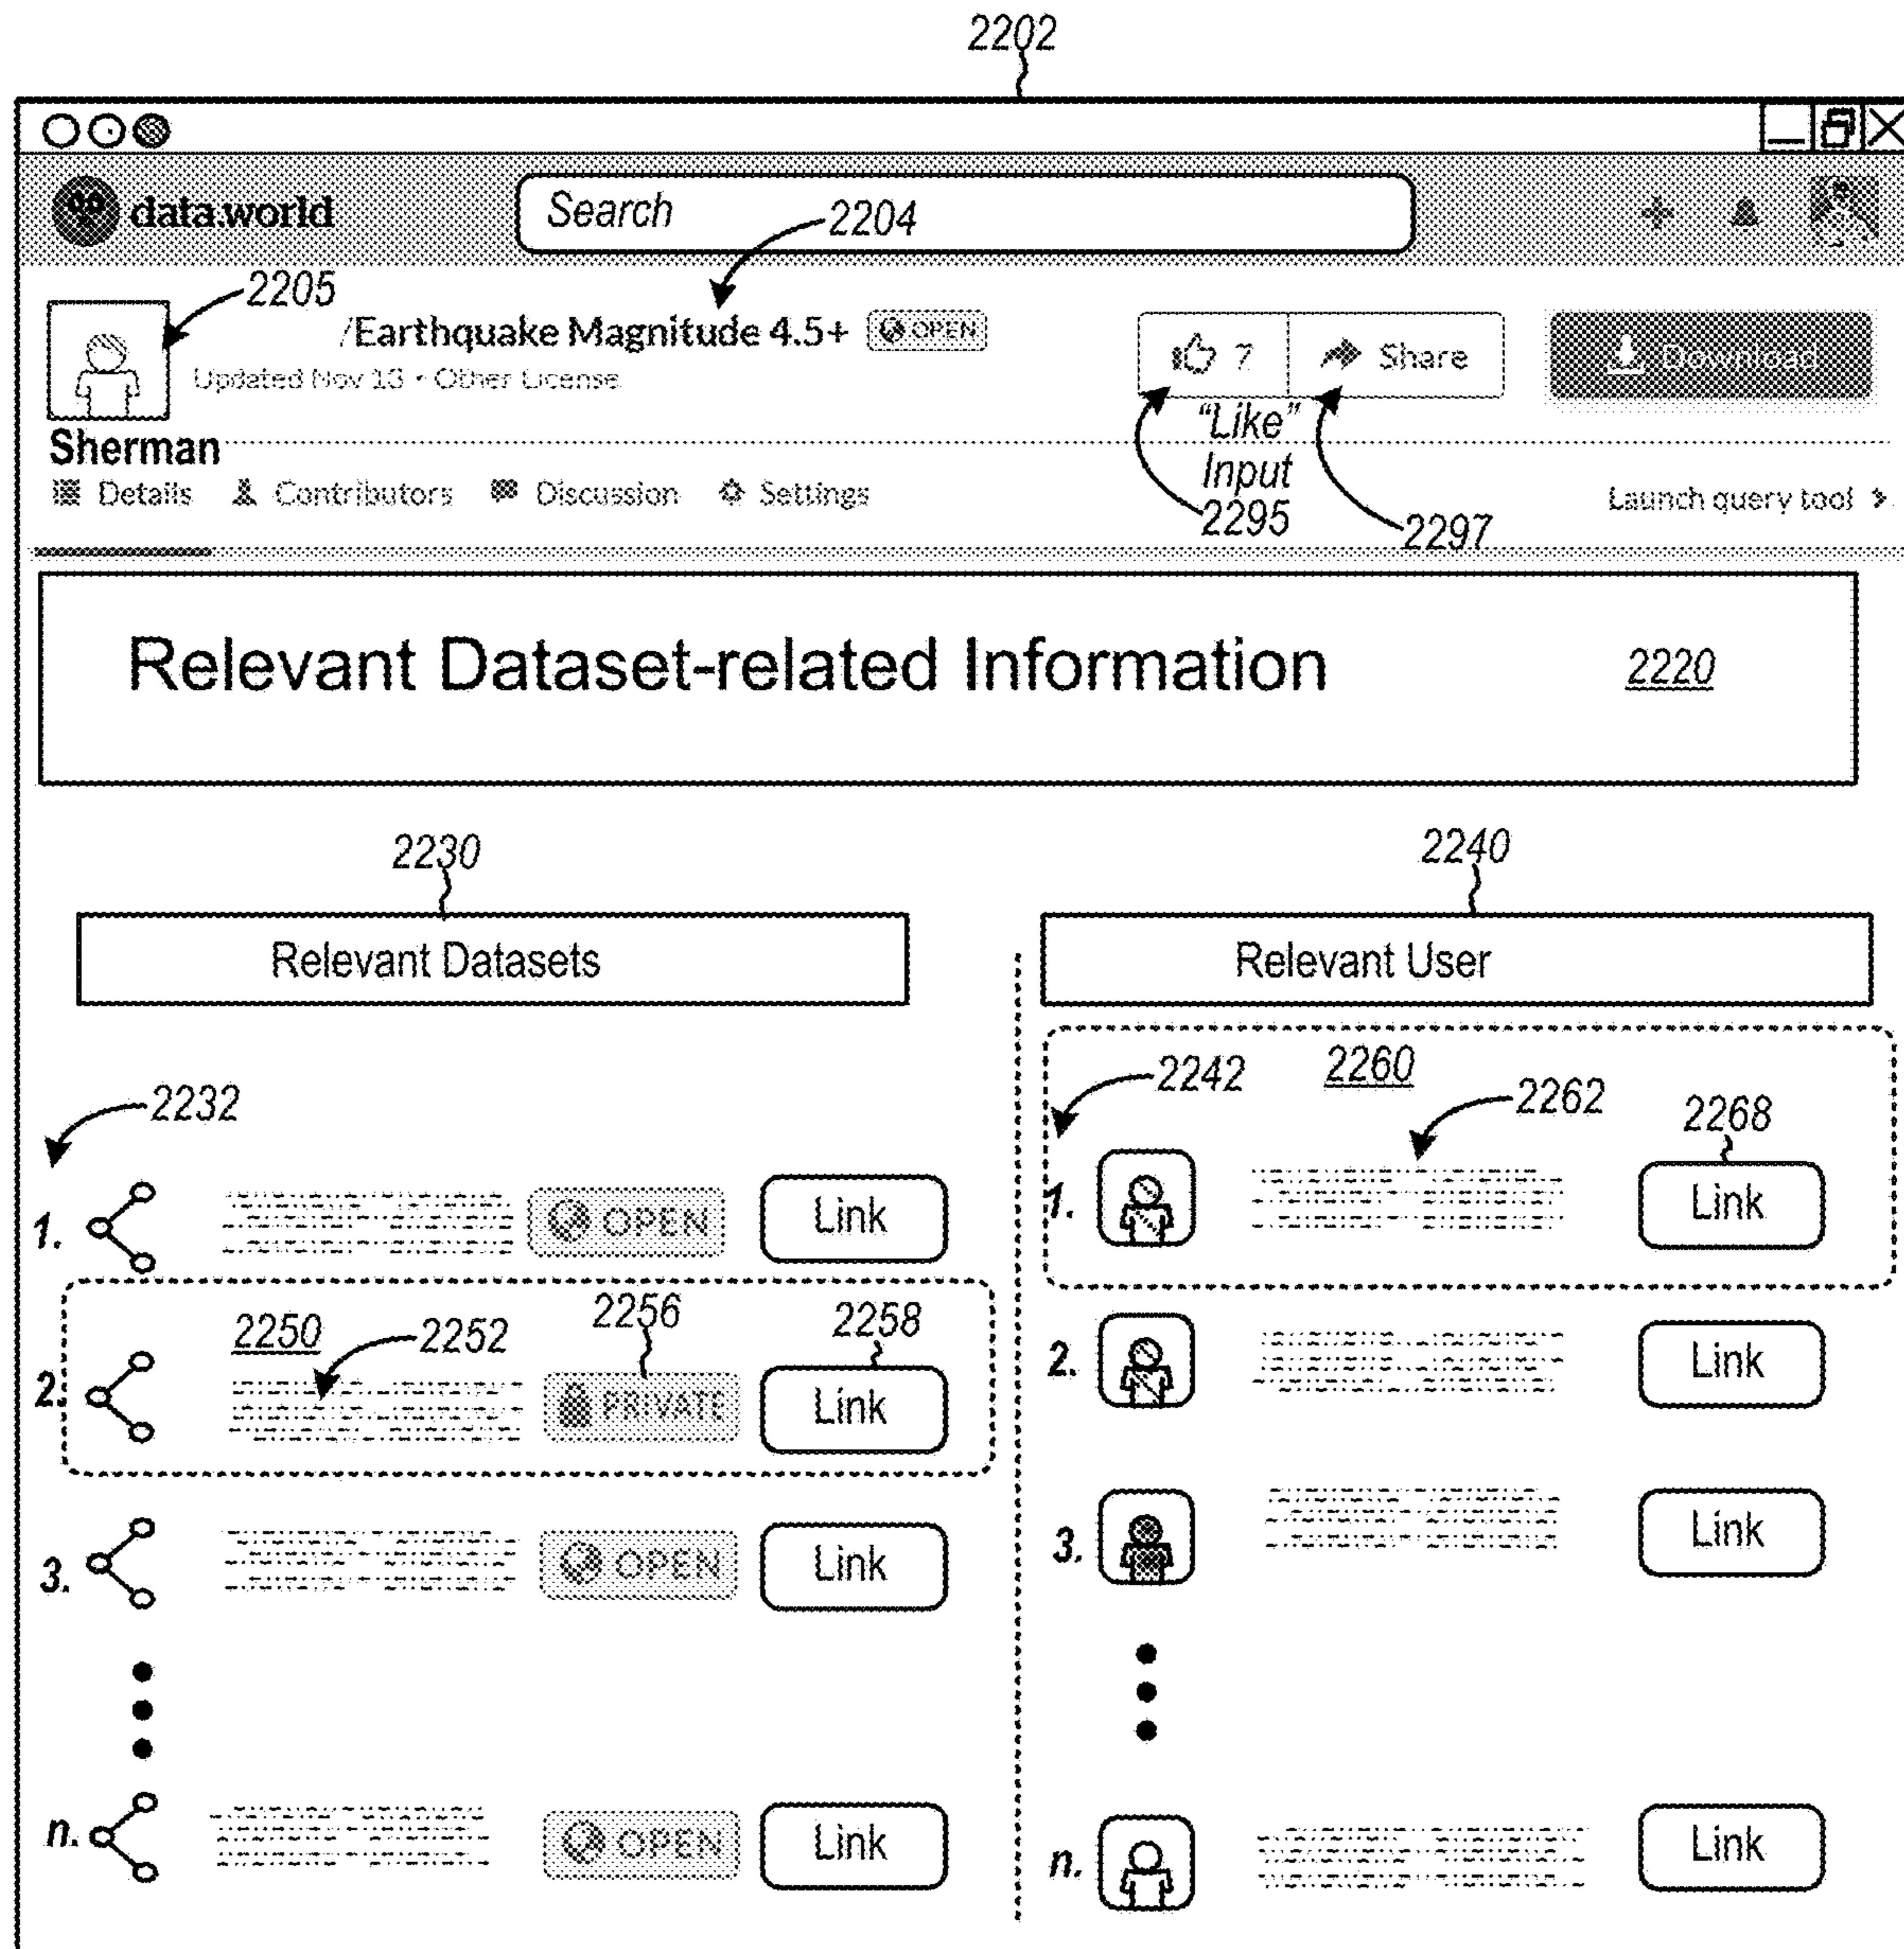 2202
data.world
Search
2204
2205
/Earthquake Magnitude 4.5+ OPEN
Updated Nov 13 • Other License
7
Share
Download
Sherman
"Like"
Input
2295
2297
Details Contributors Discussion Settings
Launch query tool >
Relevant Dataset-related Information 2220
2230
2240
Relevant Datasets
Relevant User
2232
2242
2260
2262
2268
1. OPEN Link
1. Link
2250
2252
2256
2258
2. PRIVATE Link
2. Link
3. OPEN Link
3. Link
n. OPEN Link
n. Link